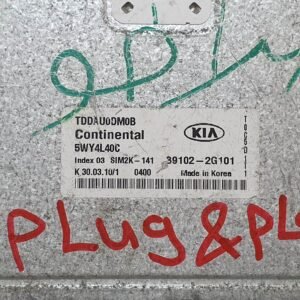 TDDAU0DM0B
Continental
5WY4L40C
KIA
Index 03 SIM2K-141
39102-2G101
K 30.03.10/1 0400 Made in Korea
PLug & PL